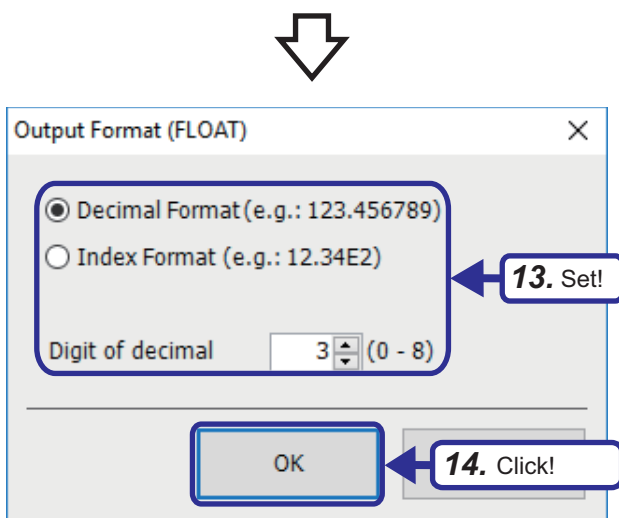 Output Format (FLOAT)
Decimal Format (e.g.: 123.456789)
Index Format (e.g.: 12.34E2)
13. Set!
Digit of decimal 3 (0 - 8)
OK
14. Click!